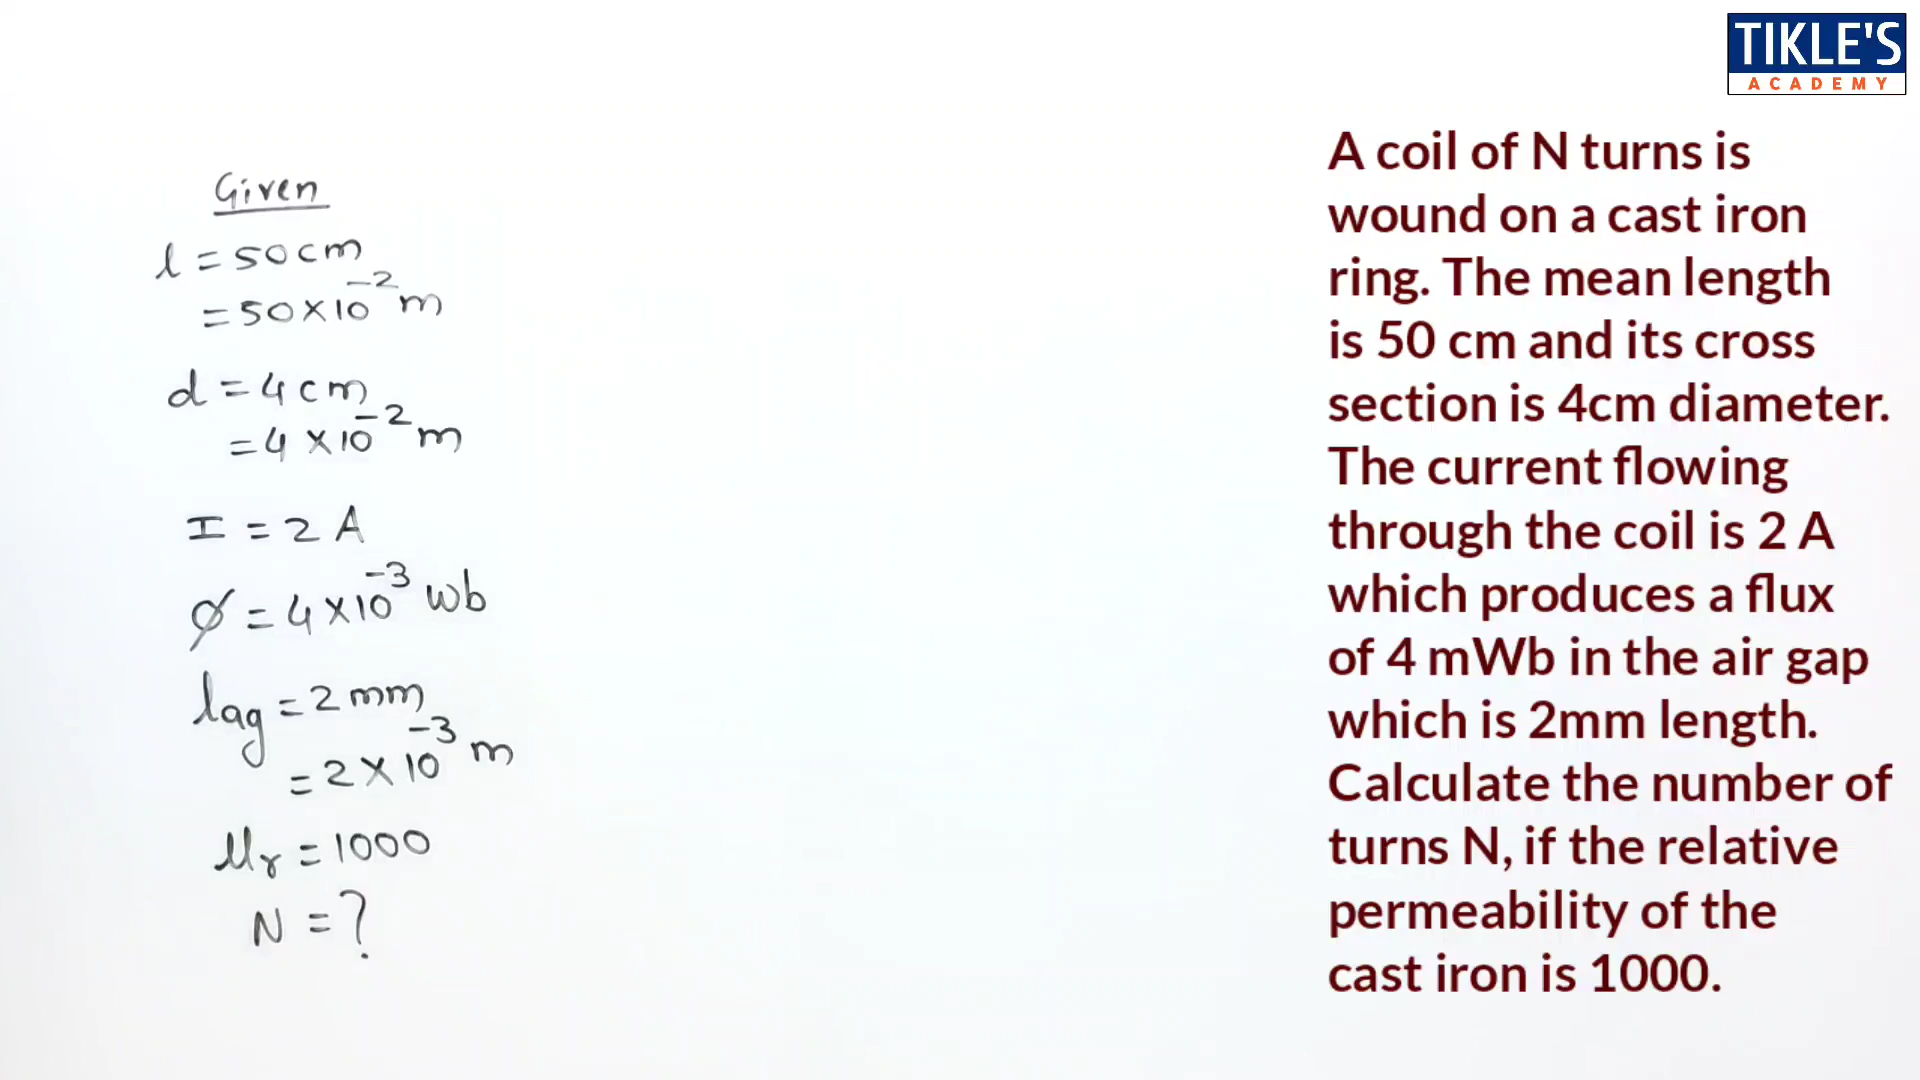 TIKLE'S
ACADEMY
Given
l = 50 cm
= 50 × 10⁻² m
d = 4 cm
= 4 × 10⁻² m
I = 2 A
ø = 4 × 10⁻³ wb
lag = 2 mm
= 2 × 10⁻³ m
μr = 1000
N = ?
A coil of N turns is
wound on a cast iron
ring. The mean length
is 50 cm and its cross
section is 4cm diameter.
The current flowing
through the coil is 2 A
which produces a flux
of 4 mWb in the air gap
which is 2mm length.
Calculate the number of
turns N, if the relative
permeability of the
cast iron is 1000.